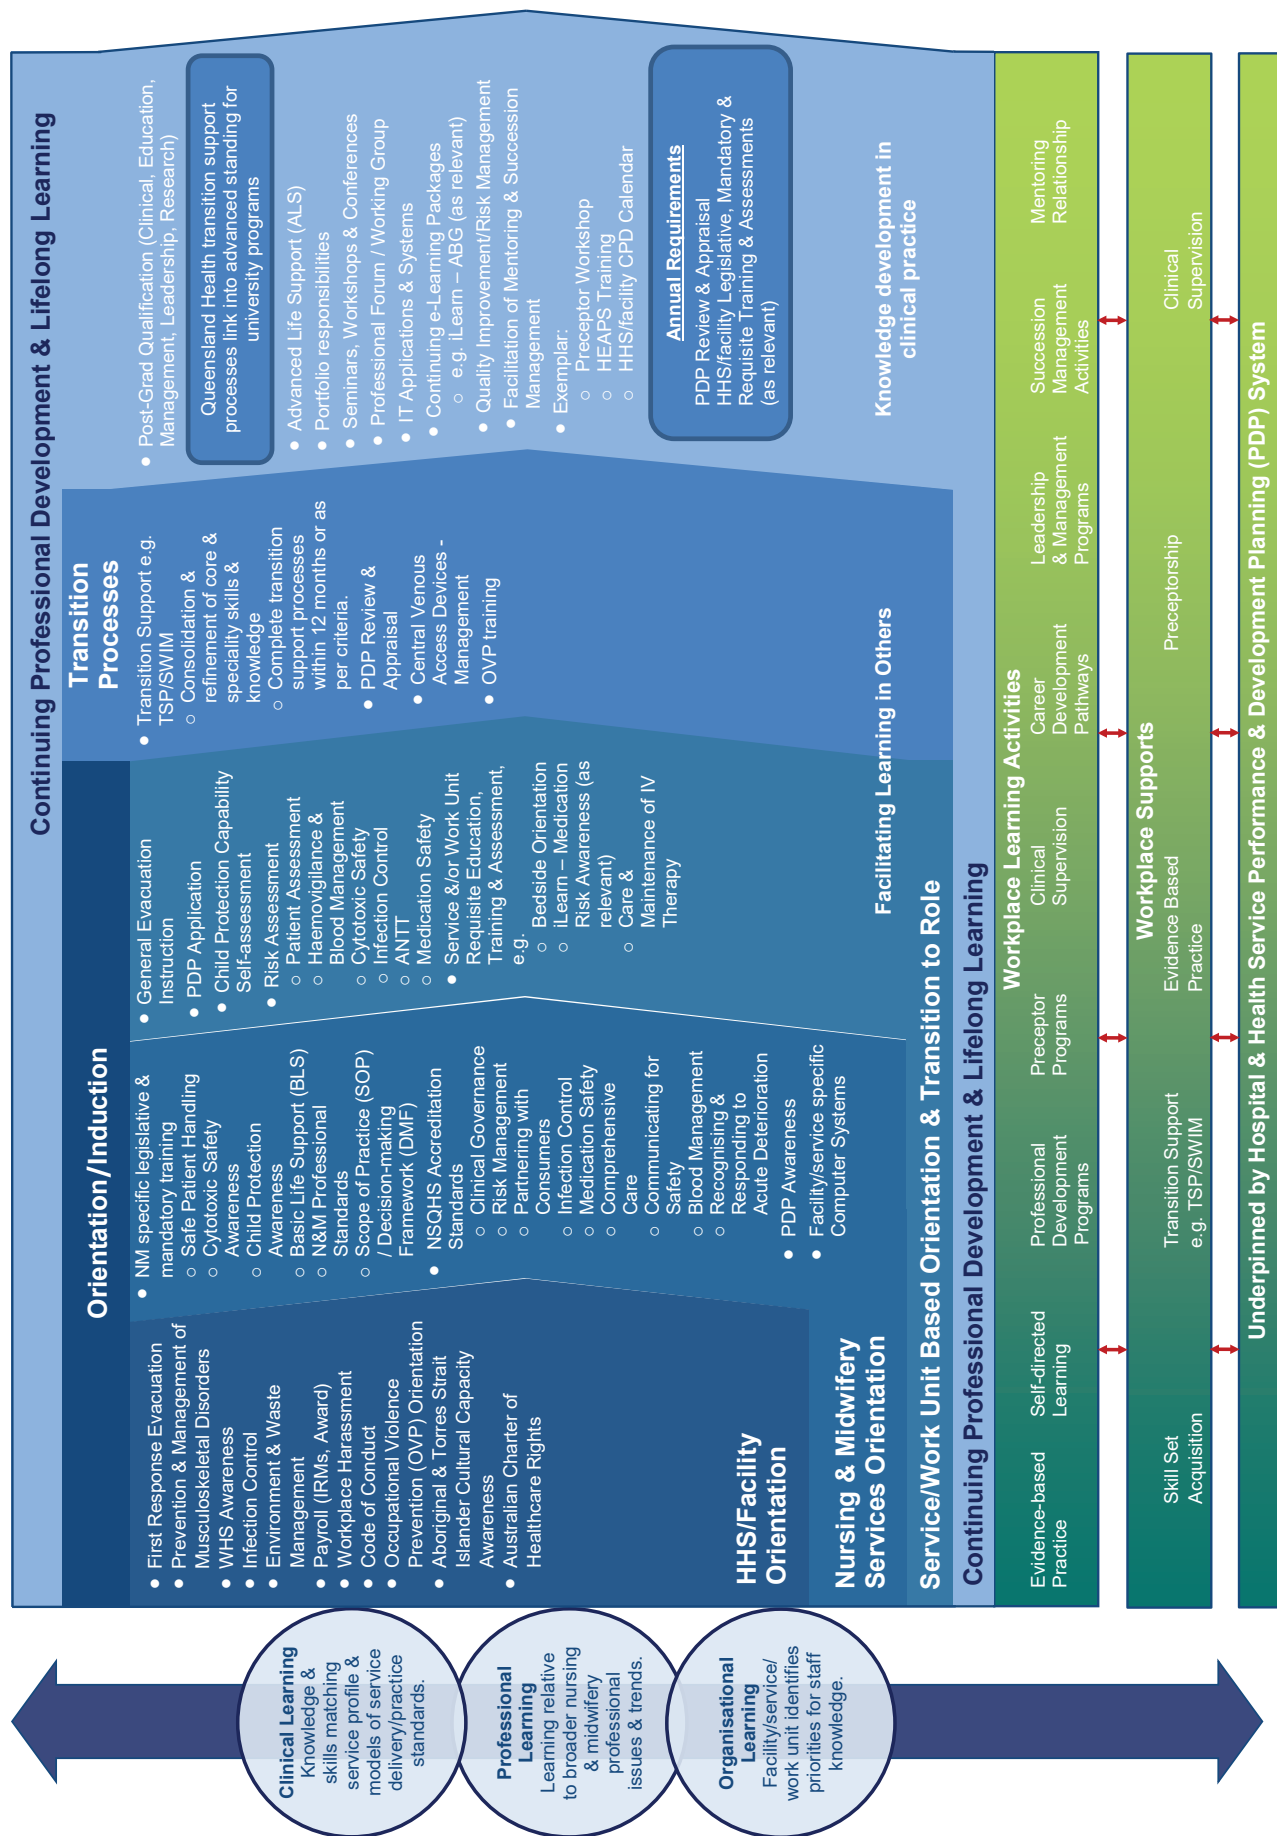 Continuing Professional Development & Lifelong Learning
Clinical Learning
Knowledge &
skills matching
service profile &
models of service
delivery/practice
standards.
Professional
Learning
Learning relative
to broader nursing
& midwifery
professional
issues & trends.
Organisational
Learning
Facility/service/
work unit identifies
priorities for staff
knowledge.
Orientation/Induction
● First Response Evacuation
● Prevention & Management of
Musculoskeletal Disorders
● WHS Awareness
● Infection Control
● Environment & Waste
Management
● Payroll (IRMs, Award)
● Workplace Harassment
● Code of Conduct
● Occupational Violence
Prevention (OVP) Orientation
● Aboriginal & Torres Strait
Islander Cultural Capacity
Awareness
● Australian Charter of
Healthcare Rights
HHS/Facility
Orientation
● NM specific legislative &
mandatory training
○ Safe Patient Handling
○ Cytotoxic Safety
Awareness
○ Child Protection
Awareness
○ Basic Life Support (BLS)
○ N&M Professional
Standards
○ Scope of Practice (SOP)
/ Decision-making
Framework (DMF)
● NSQHS Accreditation
Standards
○ Clinical Governance
○ Risk Management
○ Partnering with
Consumers
○ Infection Control
○ Medication Safety
○ Comprehensive
Care
○ Communicating for
Safety
○ Blood Management
○ Recognising &
Responding to
Acute Deterioration
● PDP Awareness
● Facility/service specific
Computer Systems
Nursing & Midwifery
Services Orientation
● General Evacuation
Instruction
● PDP Application
● Child Protection Capability
Self-assessment
● Risk Assessment
○ Patient Assessment
○ Haemovigilance &
Blood Management
○ Cytotoxic Safety
○ Infection Control
○ ANTT
○ Medication Safety
● Service &/or Work Unit
Requisite Education,
Training & Assessment,
e.g.
○ Bedside Orientation
○ iLearn – Medication
Risk Awareness (as
relevant)
○ Care &
Maintenance of IV
Therapy
Service/Work Unit Based Orientation & Transition to Role
Transition
Processes
● Transition Support e.g.
TSP/SWIM
○ Consolidation &
refinement of core &
speciality skills &
knowledge
○ Complete transition
support processes
within 12 months or as
per criteria.
● PDP Review &
Appraisal
● Central Venous
Access Devices -
Management
● OVP training
Facilitating Learning in Others
● Post-Grad Qualification (Clinical, Education,
Management, Leadership, Research)
Queensland Health transition support
processes link into advanced standing for
university programs
● Advanced Life Support (ALS)
● Portfolio responsibilities
● Seminars, Workshops & Conferences
● Professional Forum / Working Group
● IT Applications & Systems
● Continuing e-Learning Packages
○ e.g. iLearn – ABG (as relevant)
● Quality Improvement/Risk Management
● Facilitation of Mentoring & Succession
Management
● Exemplar:
○ Preceptor Workshop
○ HEAPS Training
○ HHS/facility CPD Calendar
Annual Requirements
PDP Review & Appraisal
HHS/facility Legislative, Mandatory &
Requisite Training & Assessments
(as relevant)
Knowledge development in
clinical practice
Continuing Professional Development & Lifelong Learning
Workplace Learning Activities
Evidence-based
Practice
Self-directed
Learning
Professional
Development
Programs
Preceptor
Programs
Clinical
Supervision
Career
Development
Pathways
Leadership
& Management
Programs
Succession
Management
Activities
Mentoring
Relationship
Workplace Supports
Skill Set
Acquisition
Transition Support
e.g. TSP/SWIM
Evidence Based
Practice
Preceptorship
Clinical
Supervision
Underpinned by Hospital & Health Service Performance & Development Planning (PDP) System